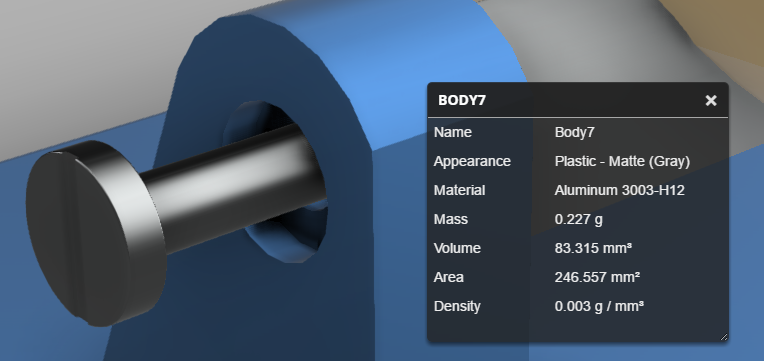 BODY7 ×
Name Body7
Appearance Plastic - Matte (Gray)
Material Aluminum 3003-H12
Mass 0.227 g
Volume 83.315 mm³
Area 246.557 mm²
Density 0.003 g / mm³